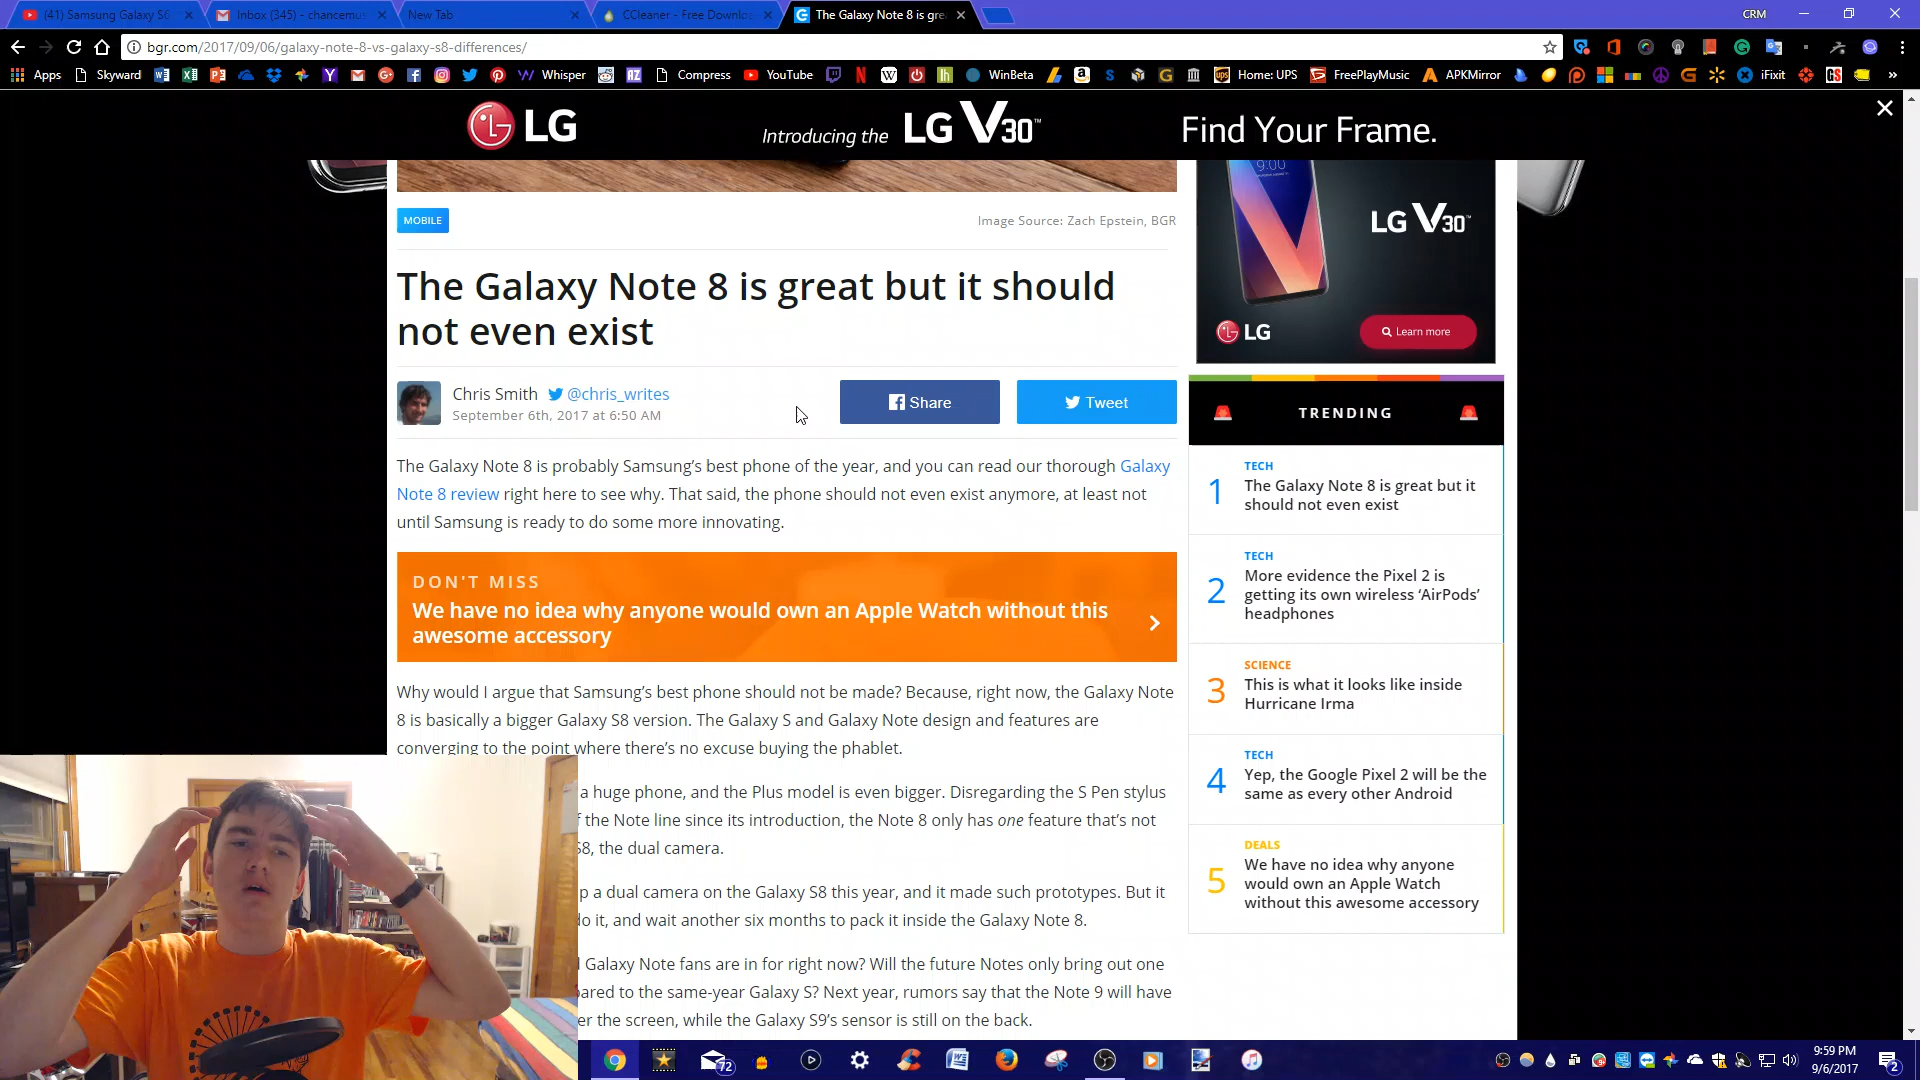 (41) Samsung Galaxy S6
Inbox (345) - chancemus
New Tab
CCleaner - Free Downloa
The Galaxy Note 8 is gre
CRM
bgr.com/2017/09/06/galaxy-note-8-vs-galaxy-s8-differences/
Apps
Skyward
Whisper
Compress
YouTube
WinBeta
Home: UPS
FreePlayMusic
APKMirror
iFixit
LG
Introducing the LG V30™
Find Your Frame.
9:00
LG V30™
LG
Learn more
MOBILE
Image Source: Zach Epstein, BGR
The Galaxy Note 8 is great but it should
not even exist
Chris Smith @chris_writes
September 6th, 2017 at 6:50 AM
Share
Tweet
The Galaxy Note 8 is probably Samsung’s best phone of the year, and you can read our thorough Galaxy
Note 8 review right here to see why. That said, the phone should not even exist anymore, at least not
until Samsung is ready to do some more innovating.
DON'T MISS
We have no idea why anyone would own an Apple Watch without this
awesome accessory
Why would I argue that Samsung’s best phone should not be made? Because, right now, the Galaxy Note
8 is basically a bigger Galaxy S8 version. The Galaxy S and Galaxy Note design and features are
converging to the point where there’s no excuse buying the phablet.
a huge phone, and the Plus model is even bigger. Disregarding the S Pen stylus
f the Note line since its introduction, the Note 8 only has one feature that’s not
S8, the dual camera.
p a dual camera on the Galaxy S8 this year, and it made such prototypes. But it
do it, and wait another six months to pack it inside the Galaxy Note 8.
Galaxy Note fans are in for right now? Will the future Notes only bring out one
pared to the same-year Galaxy S? Next year, rumors say that the Note 9 will have
er the screen, while the Galaxy S9’s sensor is still on the back.
TRENDING
TECH
1
The Galaxy Note 8 is great but it
should not even exist
TECH
2
More evidence the Pixel 2 is
getting its own wireless ‘AirPods’
headphones
SCIENCE
3
This is what it looks like inside
Hurricane Irma
TECH
4
Yep, the Google Pixel 2 will be the
same as every other Android
DEALS
5
We have no idea why anyone
would own an Apple Watch
without this awesome accessory
72
9:59 PM
9/6/2017
2